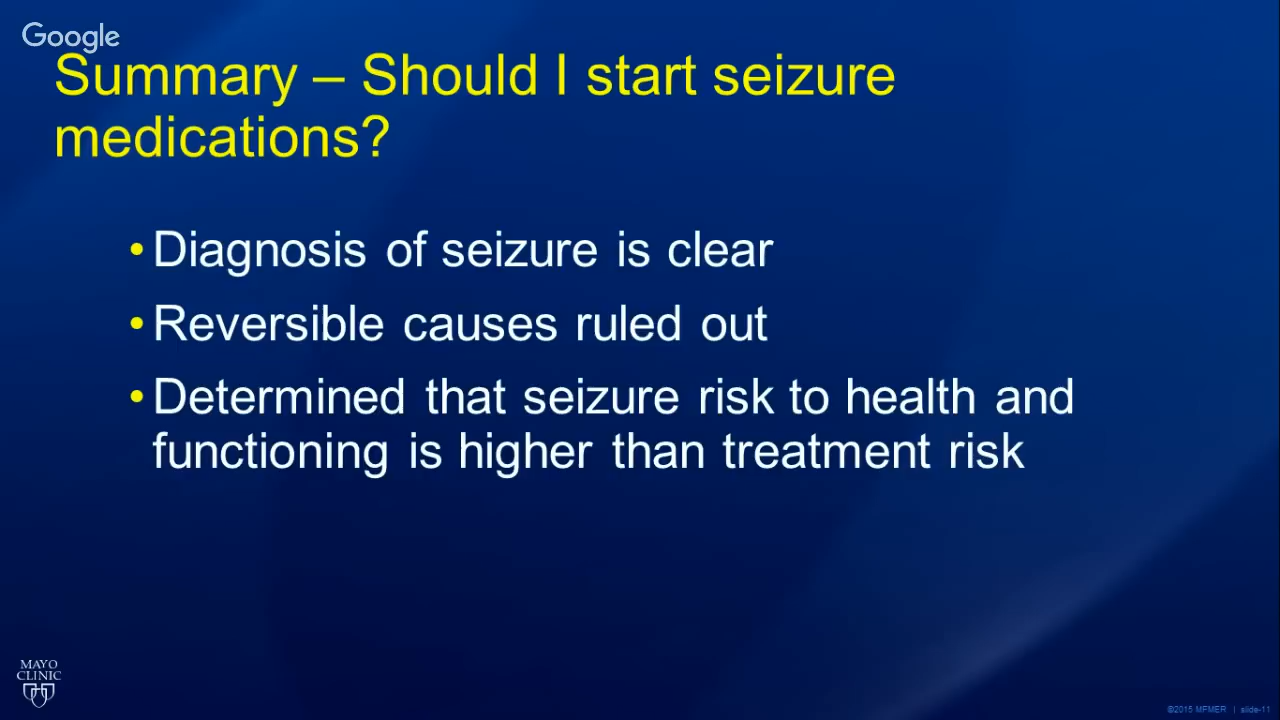 Google
Summary – Should I start seizure
medications?
• Diagnosis of seizure is clear
• Reversible causes ruled out
• Determined that seizure risk to health and
functioning is higher than treatment risk
MAYO
CLINIC
©2015 MFMER | slide-11